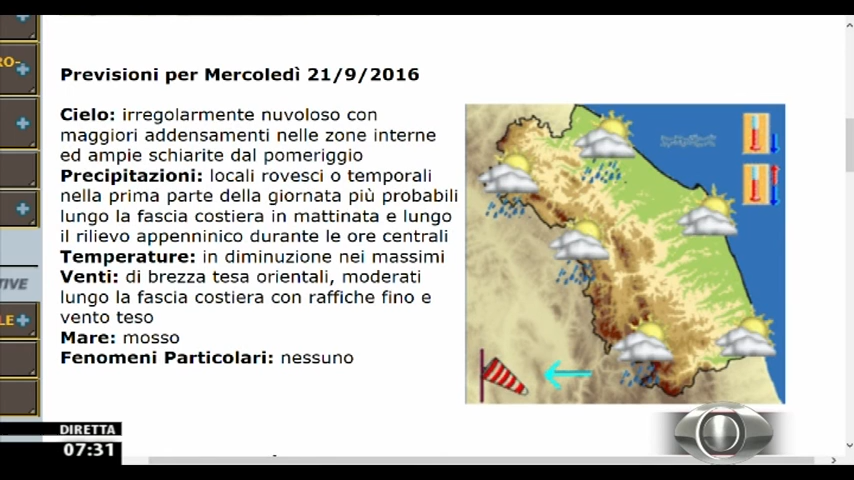 RO-
Previsioni per Mercoledì 21/9/2016
Cielo: irregolarmente nuvoloso con
maggiori addensamenti nelle zone interne
ed ampie schiarite dal pomeriggio
Precipitazioni: locali rovesci o temporali
nella prima parte della giornata più probabili
lungo la fascia costiera in mattinata e lungo
il rilievo appenninico durante le ore centrali
Temperature: in diminuzione nei massimi
Venti: di brezza tesa orientali, moderati
lungo la fascia costiera con raffiche fino e
vento teso
Mare: mosso
Fenomeni Particolari: nessuno
TIVE
LE
DIRETTA
07:31